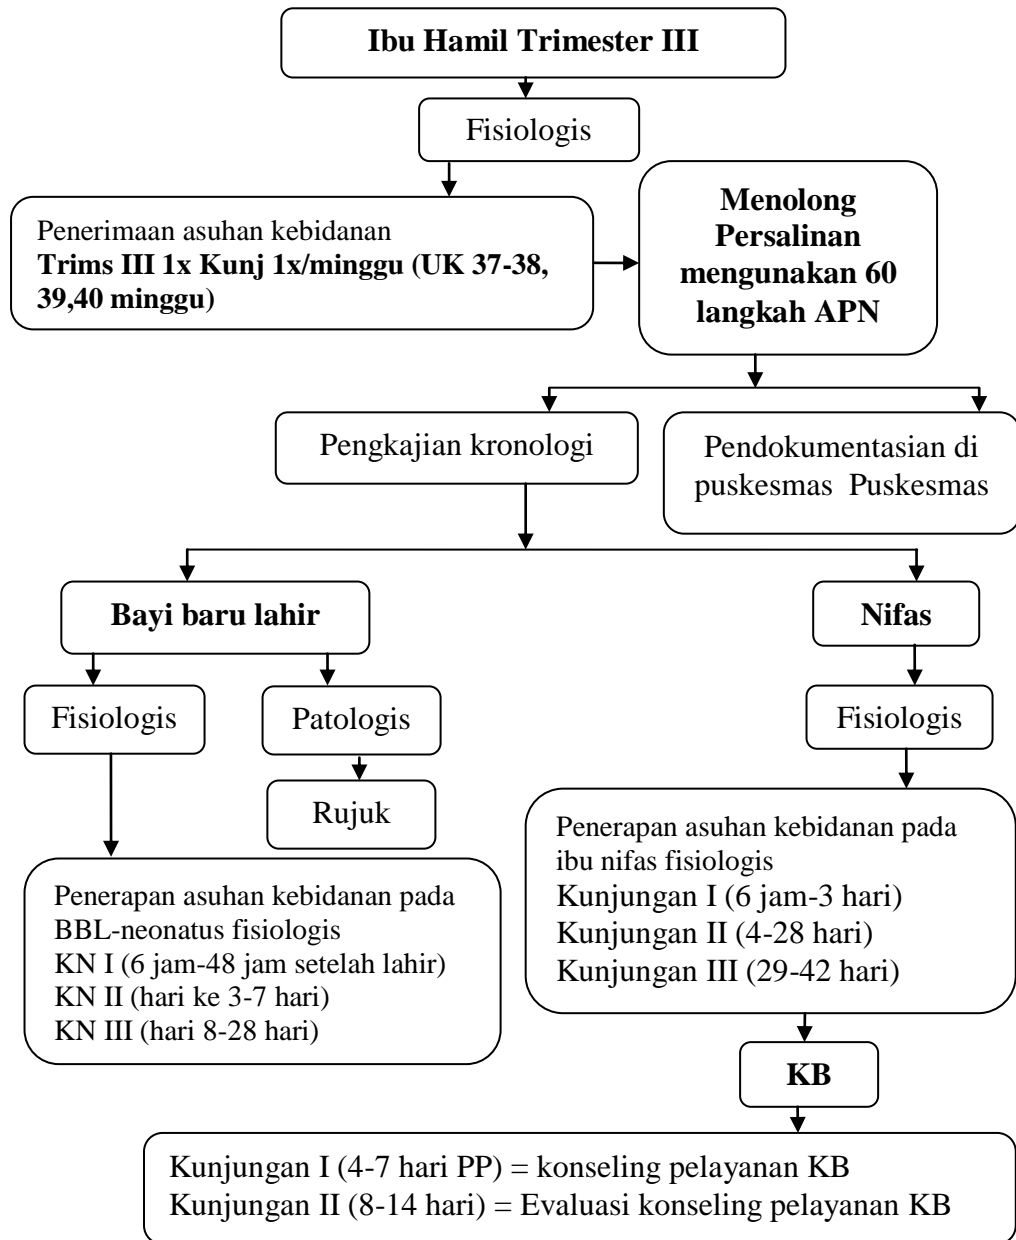 Ibu Hamil Trimester III
Fisiologis
Penerimaan asuhan kebidanan
Trims III 1x Kunj 1x/minggu (UK 37-38,
39,40 minggu)
Menolong
Persalinan
mengunakan 60
langkah APN
Pengkajian kronologi
Pendokumentasian di
puskesmas Puskesmas
Bayi baru lahir
Nifas
Fisiologis
Patologis
Fisiologis
Rujuk
Penerapan asuhan kebidanan pada
BBL-neonatus fisiologis
KN I (6 jam-48 jam setelah lahir)
KN II (hari ke 3-7 hari)
KN III (hari 8-28 hari)
Penerapan asuhan kebidanan pada
ibu nifas fisiologis
Kunjungan I (6 jam-3 hari)
Kunjungan II (4-28 hari)
Kunjungan III (29-42 hari)
KB
Kunjungan I (4-7 hari PP) = konseling pelayanan KB
Kunjungan II (8-14 hari) = Evaluasi konseling pelayanan KB